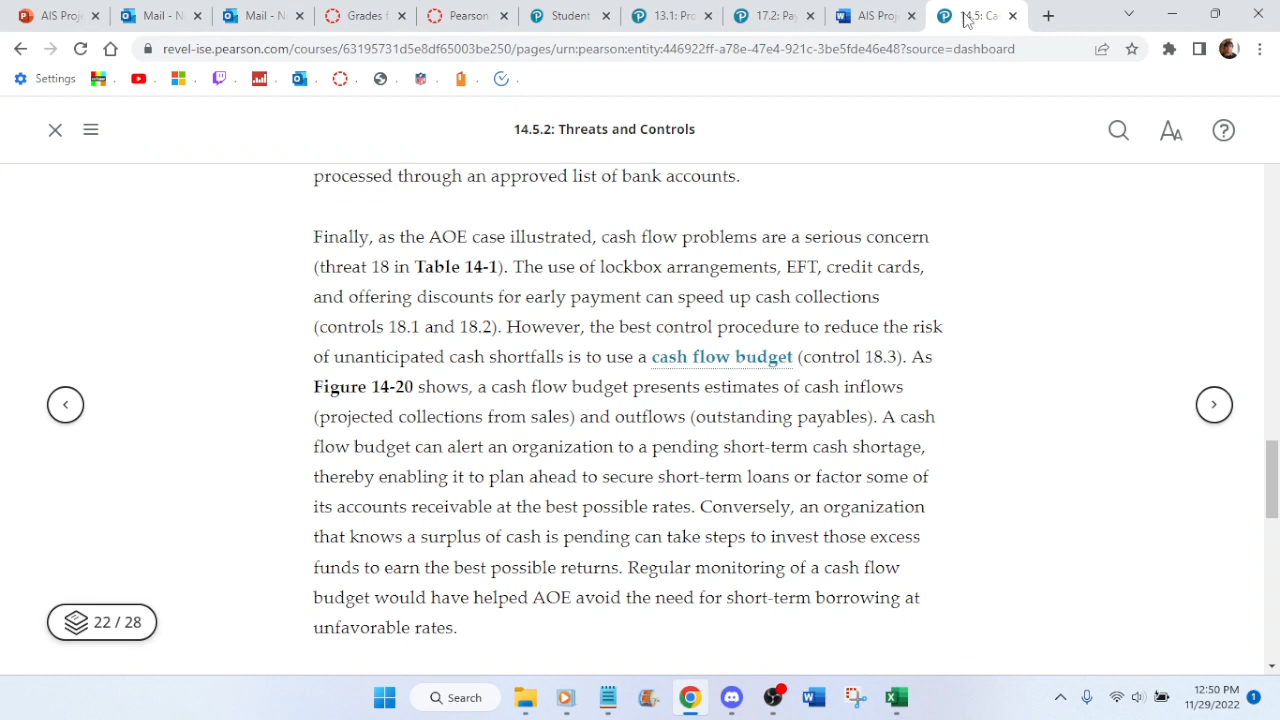 AIS Proje
Mail - N
Mail - N
Grades f
Pearson
Student
13.1: Pro
17.2: Pay
AIS Proj
14.5: Ca
revel-ise.pearson.com/courses/63195731d5e8df65003be250/pages/urn:pearson:entity:446922ff-a78e-47e4-921c-3be5fde46e48?source=dashboard
Settings
14.5.2: Threats and Controls
processed through an approved list of bank accounts.
Finally, as the AOE case illustrated, cash flow problems are a serious concern
(threat 18 in Table 14-1). The use of lockbox arrangements, EFT, credit cards,
and offering discounts for early payment can speed up cash collections
(controls 18.1 and 18.2). However, the best control procedure to reduce the risk
of unanticipated cash shortfalls is to use a cash flow budget (control 18.3). As
Figure 14-20 shows, a cash flow budget presents estimates of cash inflows
(projected collections from sales) and outflows (outstanding payables). A cash
flow budget can alert an organization to a pending short-term cash shortage,
thereby enabling it to plan ahead to secure short-term loans or factor some of
its accounts receivable at the best possible rates. Conversely, an organization
that knows a surplus of cash is pending can take steps to invest those excess
funds to earn the best possible returns. Regular monitoring of a cash flow
budget would have helped AOE avoid the need for short-term borrowing at
unfavorable rates.
22 / 28
Search
12:50 PM
11/29/2022